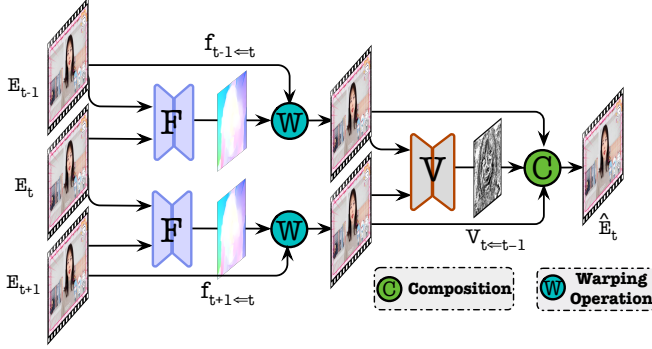 f_{t-1⇐t}
E_{t-1}
F
W
E_t
V
C
F
W
V_{t⇐t-1}
Ê_t
E_{t+1}
f_{t+1⇐t}
C Composition
W Warping
Operation